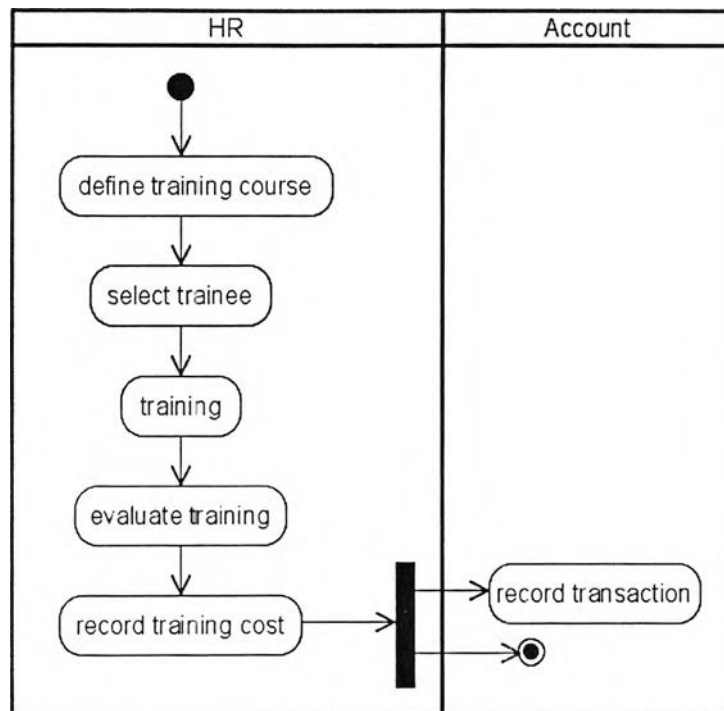 HR
Account
define training course
select trainee
training
evaluate training
record training cost
record transaction